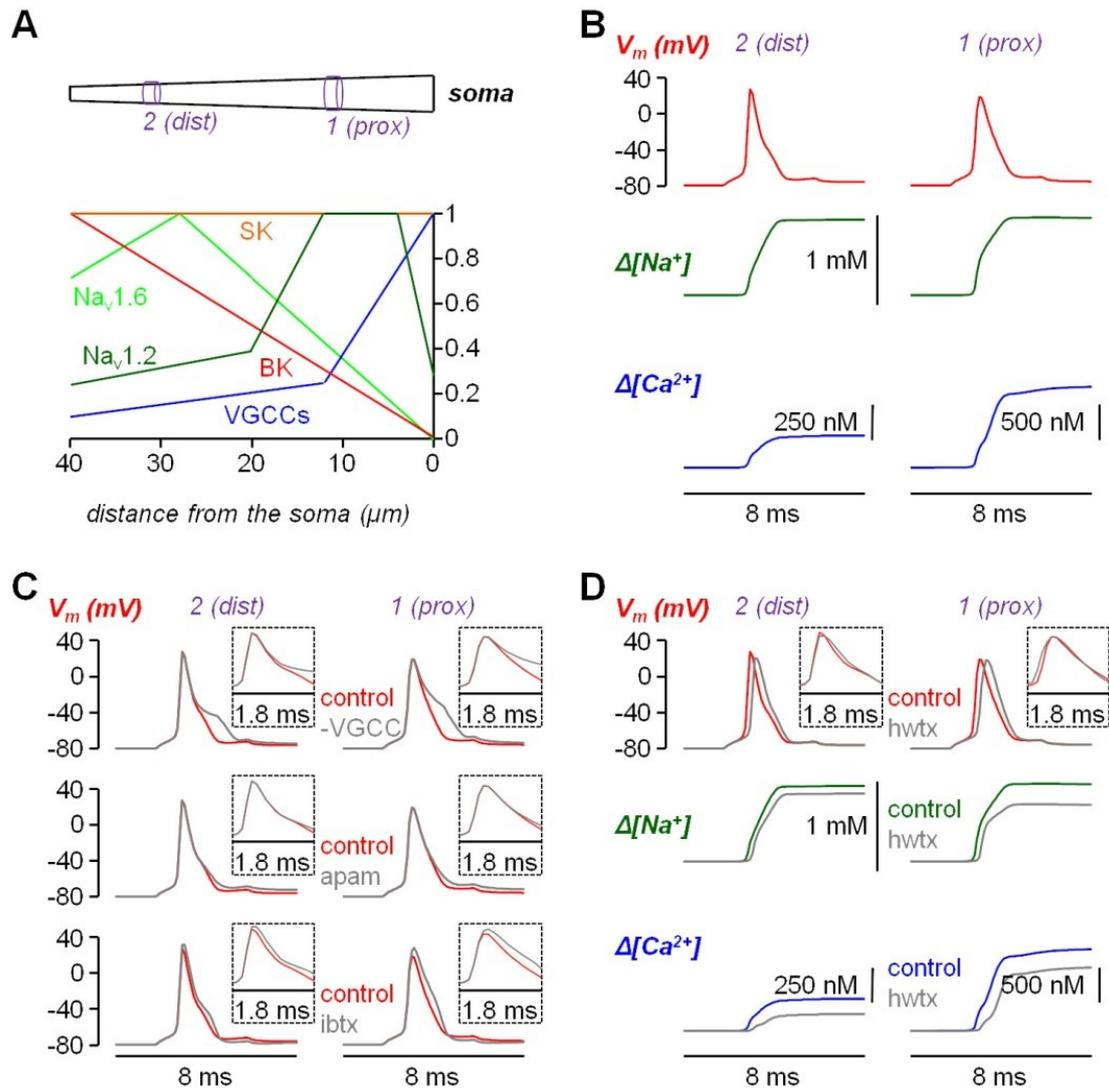 A
soma
2 (dist)
1 (prox)
SK
Nav1.6
Nav1.2
BK
VGCCs
1
0.8
0.6
0.4
0.2
0
40 30 20 10 0
distance from the soma (µm)
B
Vm (mV) 2 (dist) 1 (prox)
40
0
-40
-80
Δ[Na+] 1 mM
Δ[Ca2+]
250 nM 500 nM
8 ms 8 ms
C
Vm (mV) 2 (dist) 1 (prox)
40
0
-40
-80
control
-VGCC
1.8 ms 1.8 ms
40
0
-40
-80
control
apam
1.8 ms 1.8 ms
40
0
-40
-80
control
ibtx
1.8 ms 1.8 ms
8 ms 8 ms
D
Vm (mV) 2 (dist) 1 (prox)
40
0
-40
-80
control
hwtx
1.8 ms 1.8 ms
Δ[Na+] 1 mM
control
hwtx
Δ[Ca2+]
control
hwtx
250 nM 500 nM
8 ms 8 ms